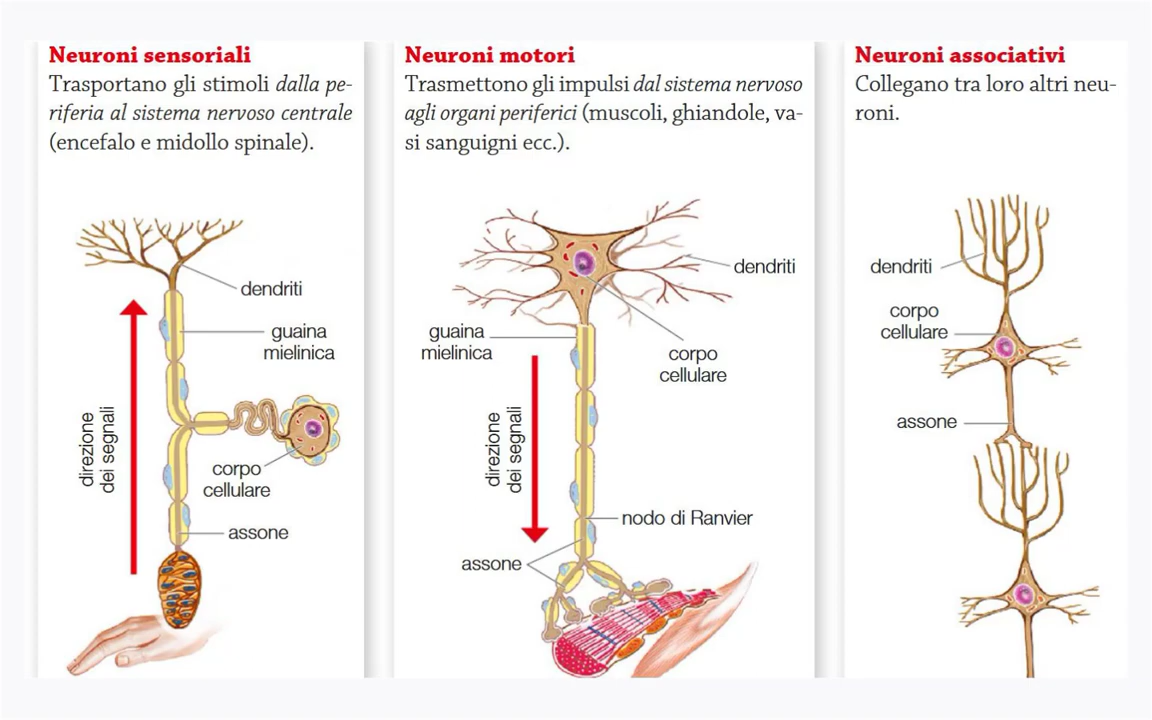 Neuroni sensoriali
Trasportano gli stimoli dalla pe-
riferia al sistema nervoso centrale
(encefalo e midollo spinale).
dendriti
guaina
mielinica
direzione
dei segnali
corpo
cellulare
assone
Neuroni motori
Trasmettono gli impulsi dal sistema nervoso
agli organi periferici (muscoli, ghiandole, va-
si sanguigni ecc.).
dendriti
guaina
mielinica
corpo
cellulare
direzione
dei segnali
nodo di Ranvier
assone
Neuroni associativi
Collegano tra loro altri neu-
roni.
dendriti
corpo
cellulare
assone